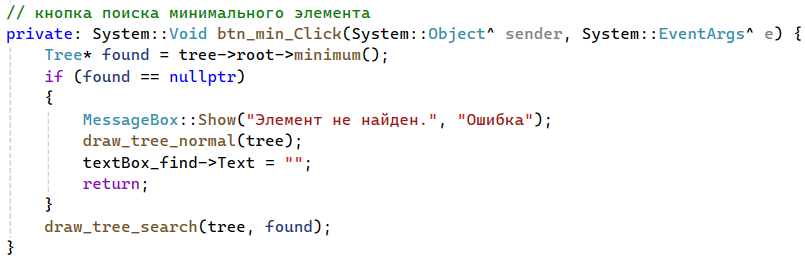 // кнопка поиска минимального элемента
private: System::Void btn_min_Click(System::Object^ sender, System::EventArgs^ e) {
    Tree* found = tree->root->minimum();
    if (found == nullptr)
    {
        MessageBox::Show("Элемент не найден.", "Ошибка");
        draw_tree_normal(tree);
        textBox_find->Text = "";
        return;
    }
    draw_tree_search(tree, found);
}